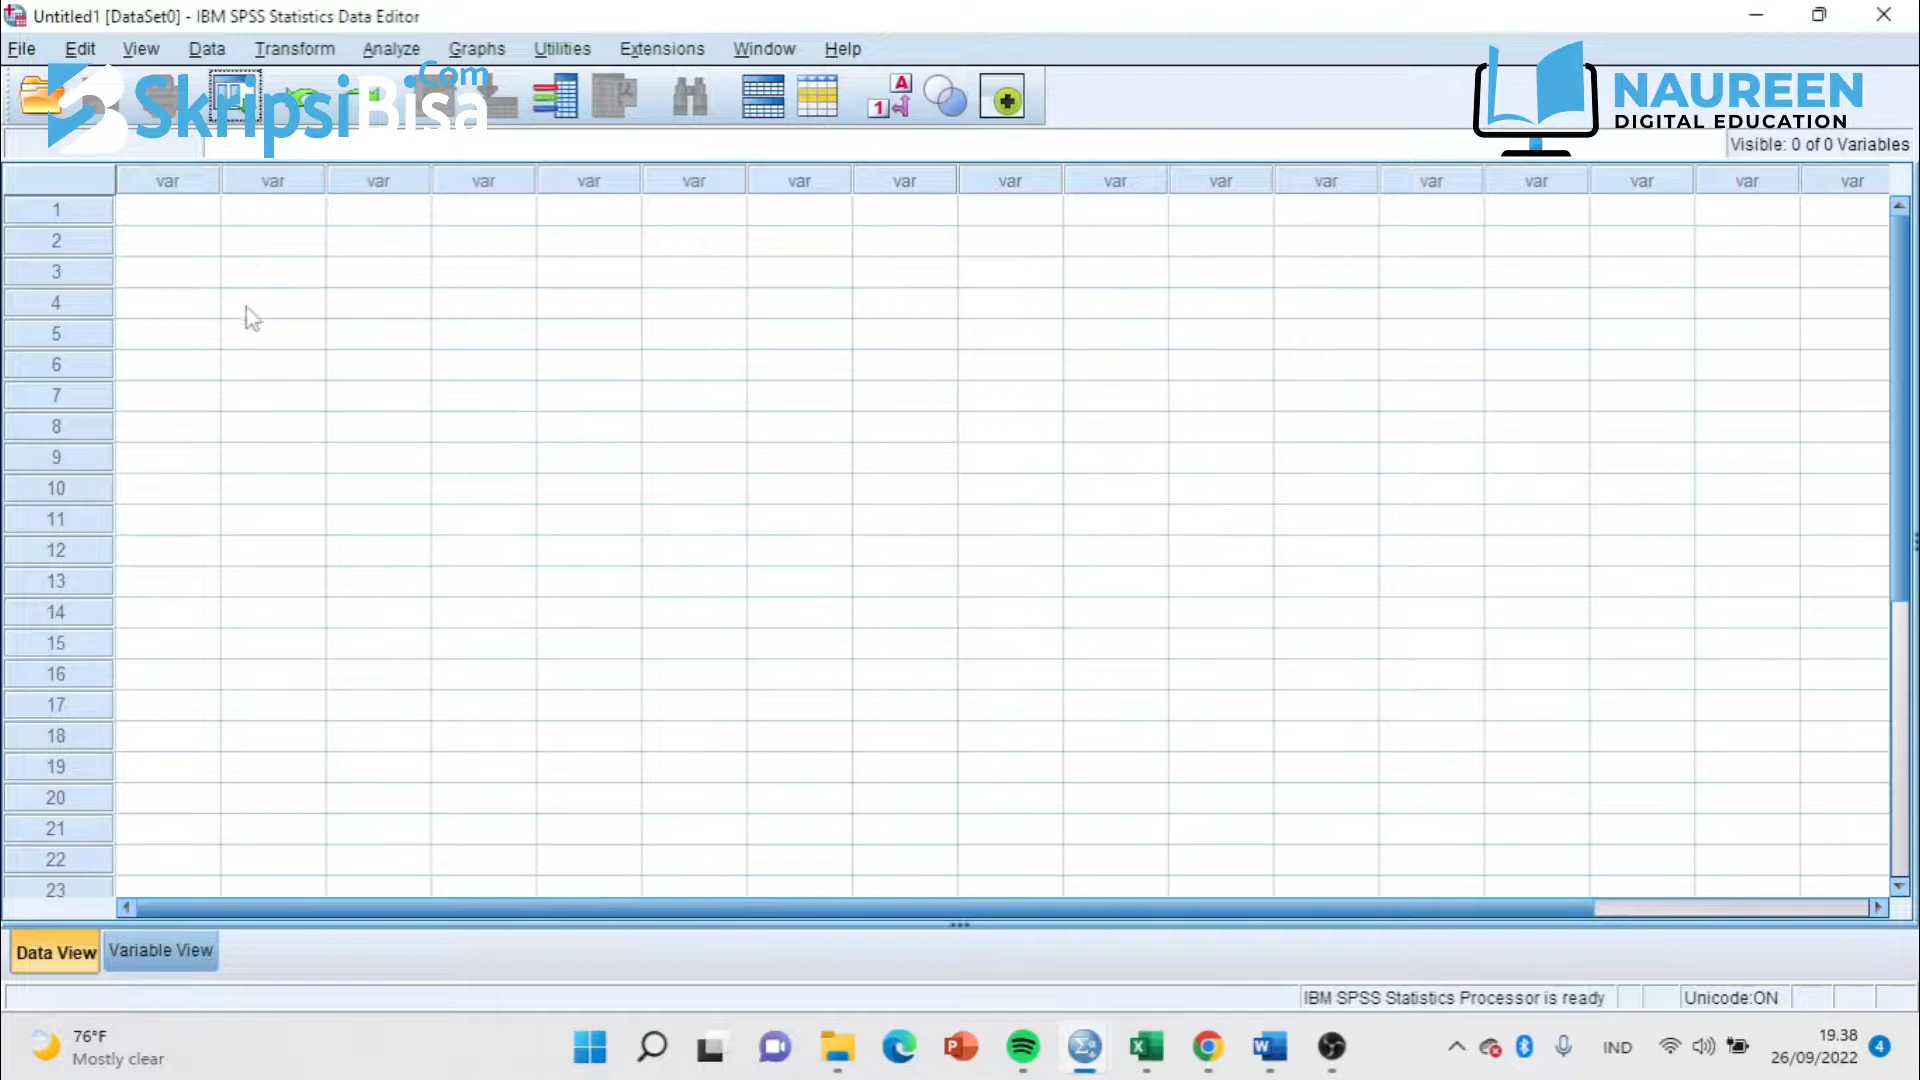 Untitled1 [DataSet0] - IBM SPSS Statistics Data Editor
File Edit View Data Transform Analyze Graphs Utilities Extensions Window Help
SkripsiBisa.Com
1 A
NAUREEN
DIGITAL EDUCATION
Visible: 0 of 0 Variables
var var var var var var var var var var var var var var var var var
1
2
3
4
5
6
7
8
9
10
11
12
13
14
15
16
17
18
19
20
21
22
23
Data View Variable View
IBM SPSS Statistics Processor is ready Unicode:ON
76°F
Mostly clear
IND
19.38
26/09/2022
4